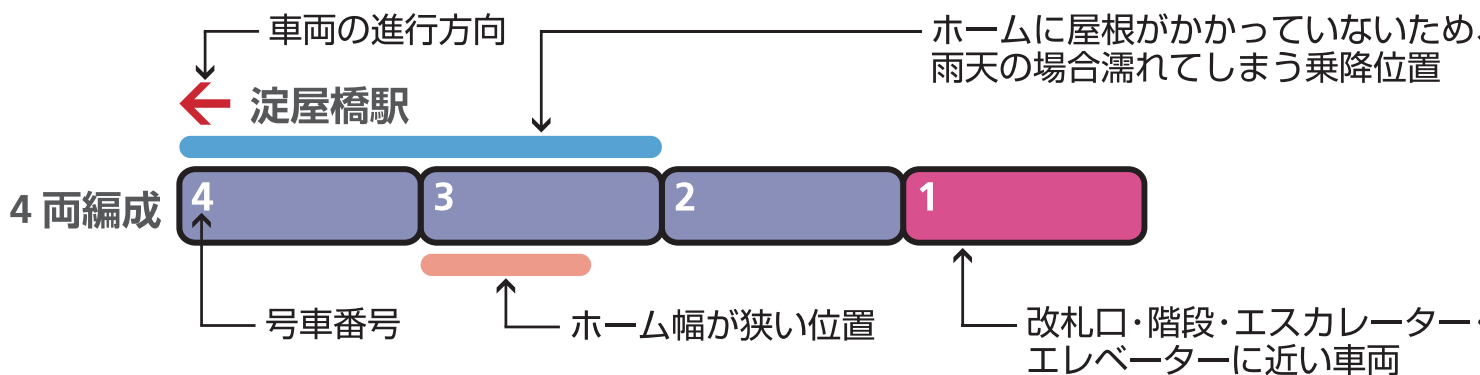 車両の進行方向
ホームに屋根がかかっていないため、
雨天の場合濡れてしまう乗降位置
淀屋橋駅
4両編成
4
3
2
1
号車番号
ホーム幅が狭い位置
改札口・階段・エスカレーター・
エレベーターに近い車両